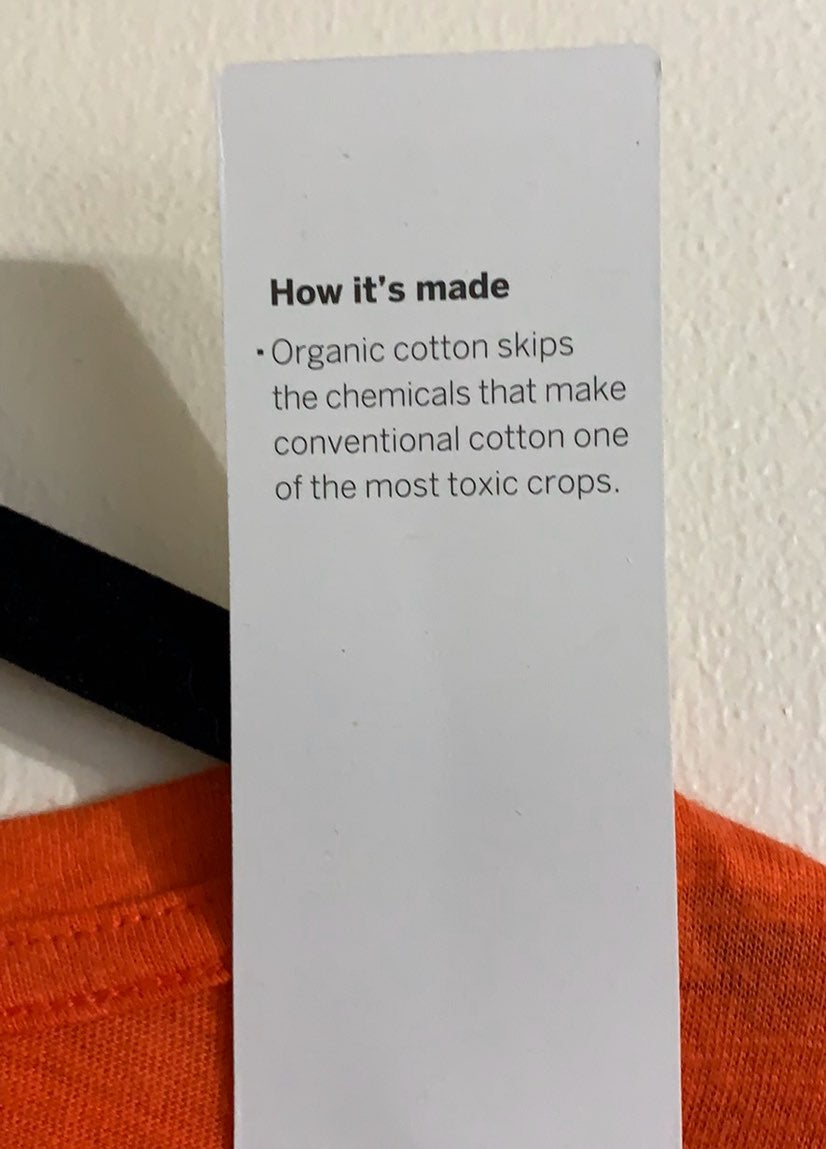 How it's made
· Organic cotton skips
the chemicals that make
conventional cotton one
of the most toxic crops.